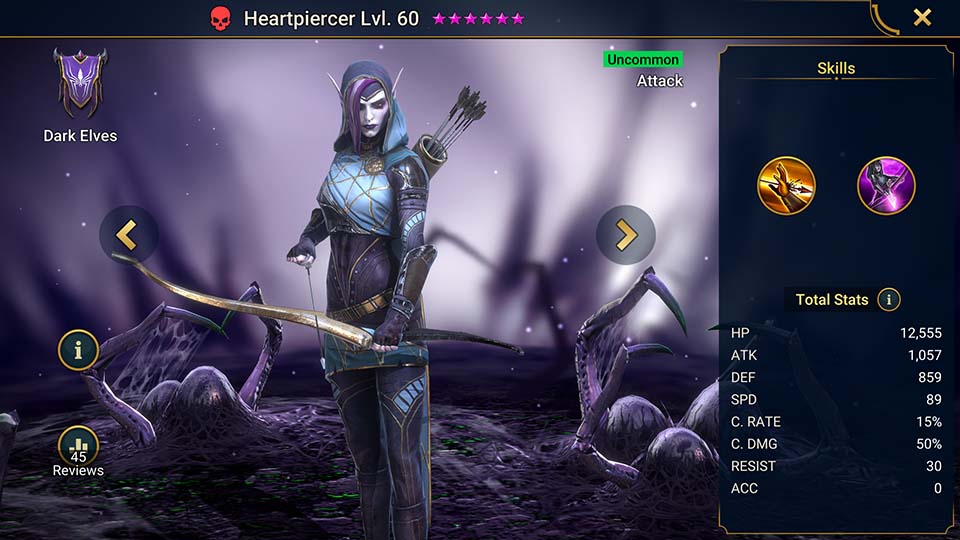 Heartpiercer Lvl. 60
Uncommon
Attack
Dark Elves
45
Reviews
Skills
Total Stats i
HP 12,555
ATK 1,057
DEF 859
SPD 89
C. RATE 15%
C. DMG 50%
RESIST 30
ACC 0